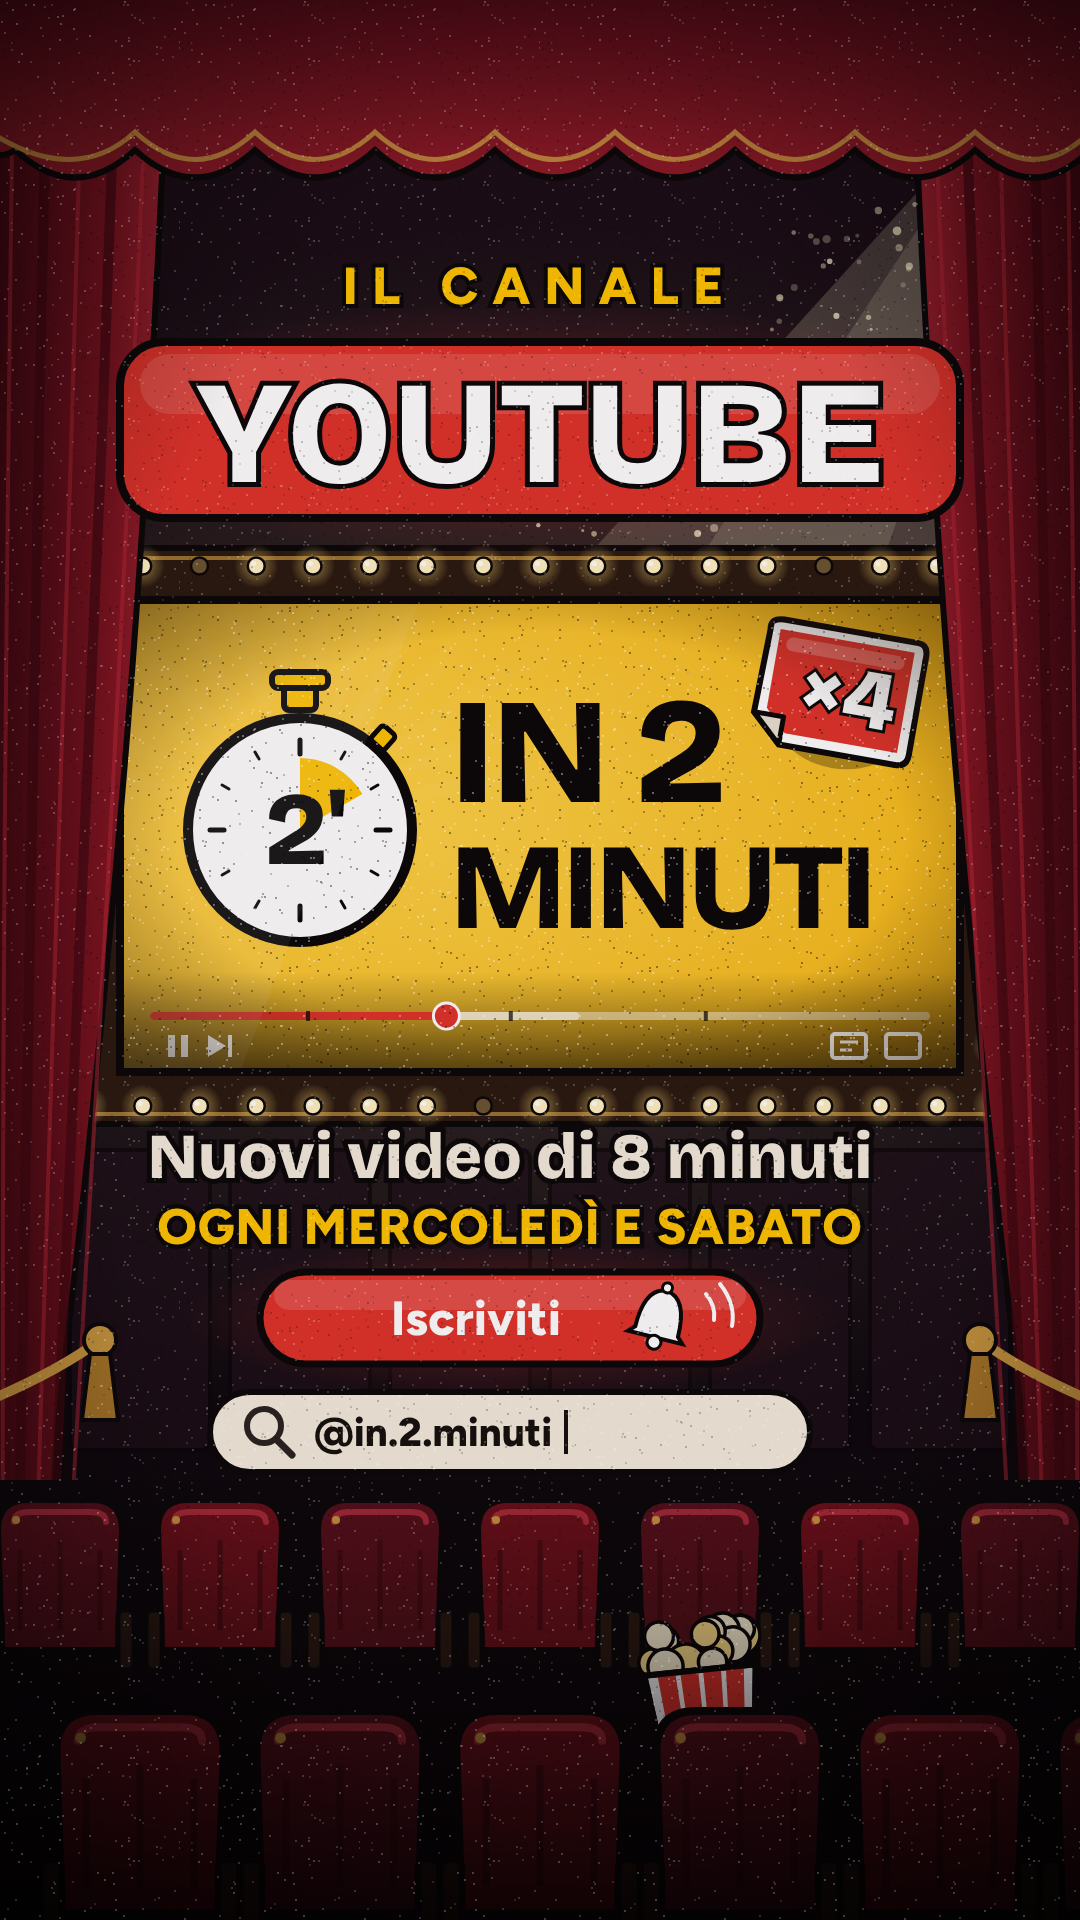 IL CANALE
YOUTUBE
×4
IN 2
MINUTI
2'
Nuovi video di 8 minuti
OGNI MERCOLEDÌ E SABATO
Iscriviti
@in.2.minuti